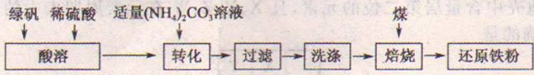 绿矾 稀硫酸 适量(NH₄)₂CO₃溶液 煤
酸溶 转化 过滤 洗涤 焙烧 还原铁粉